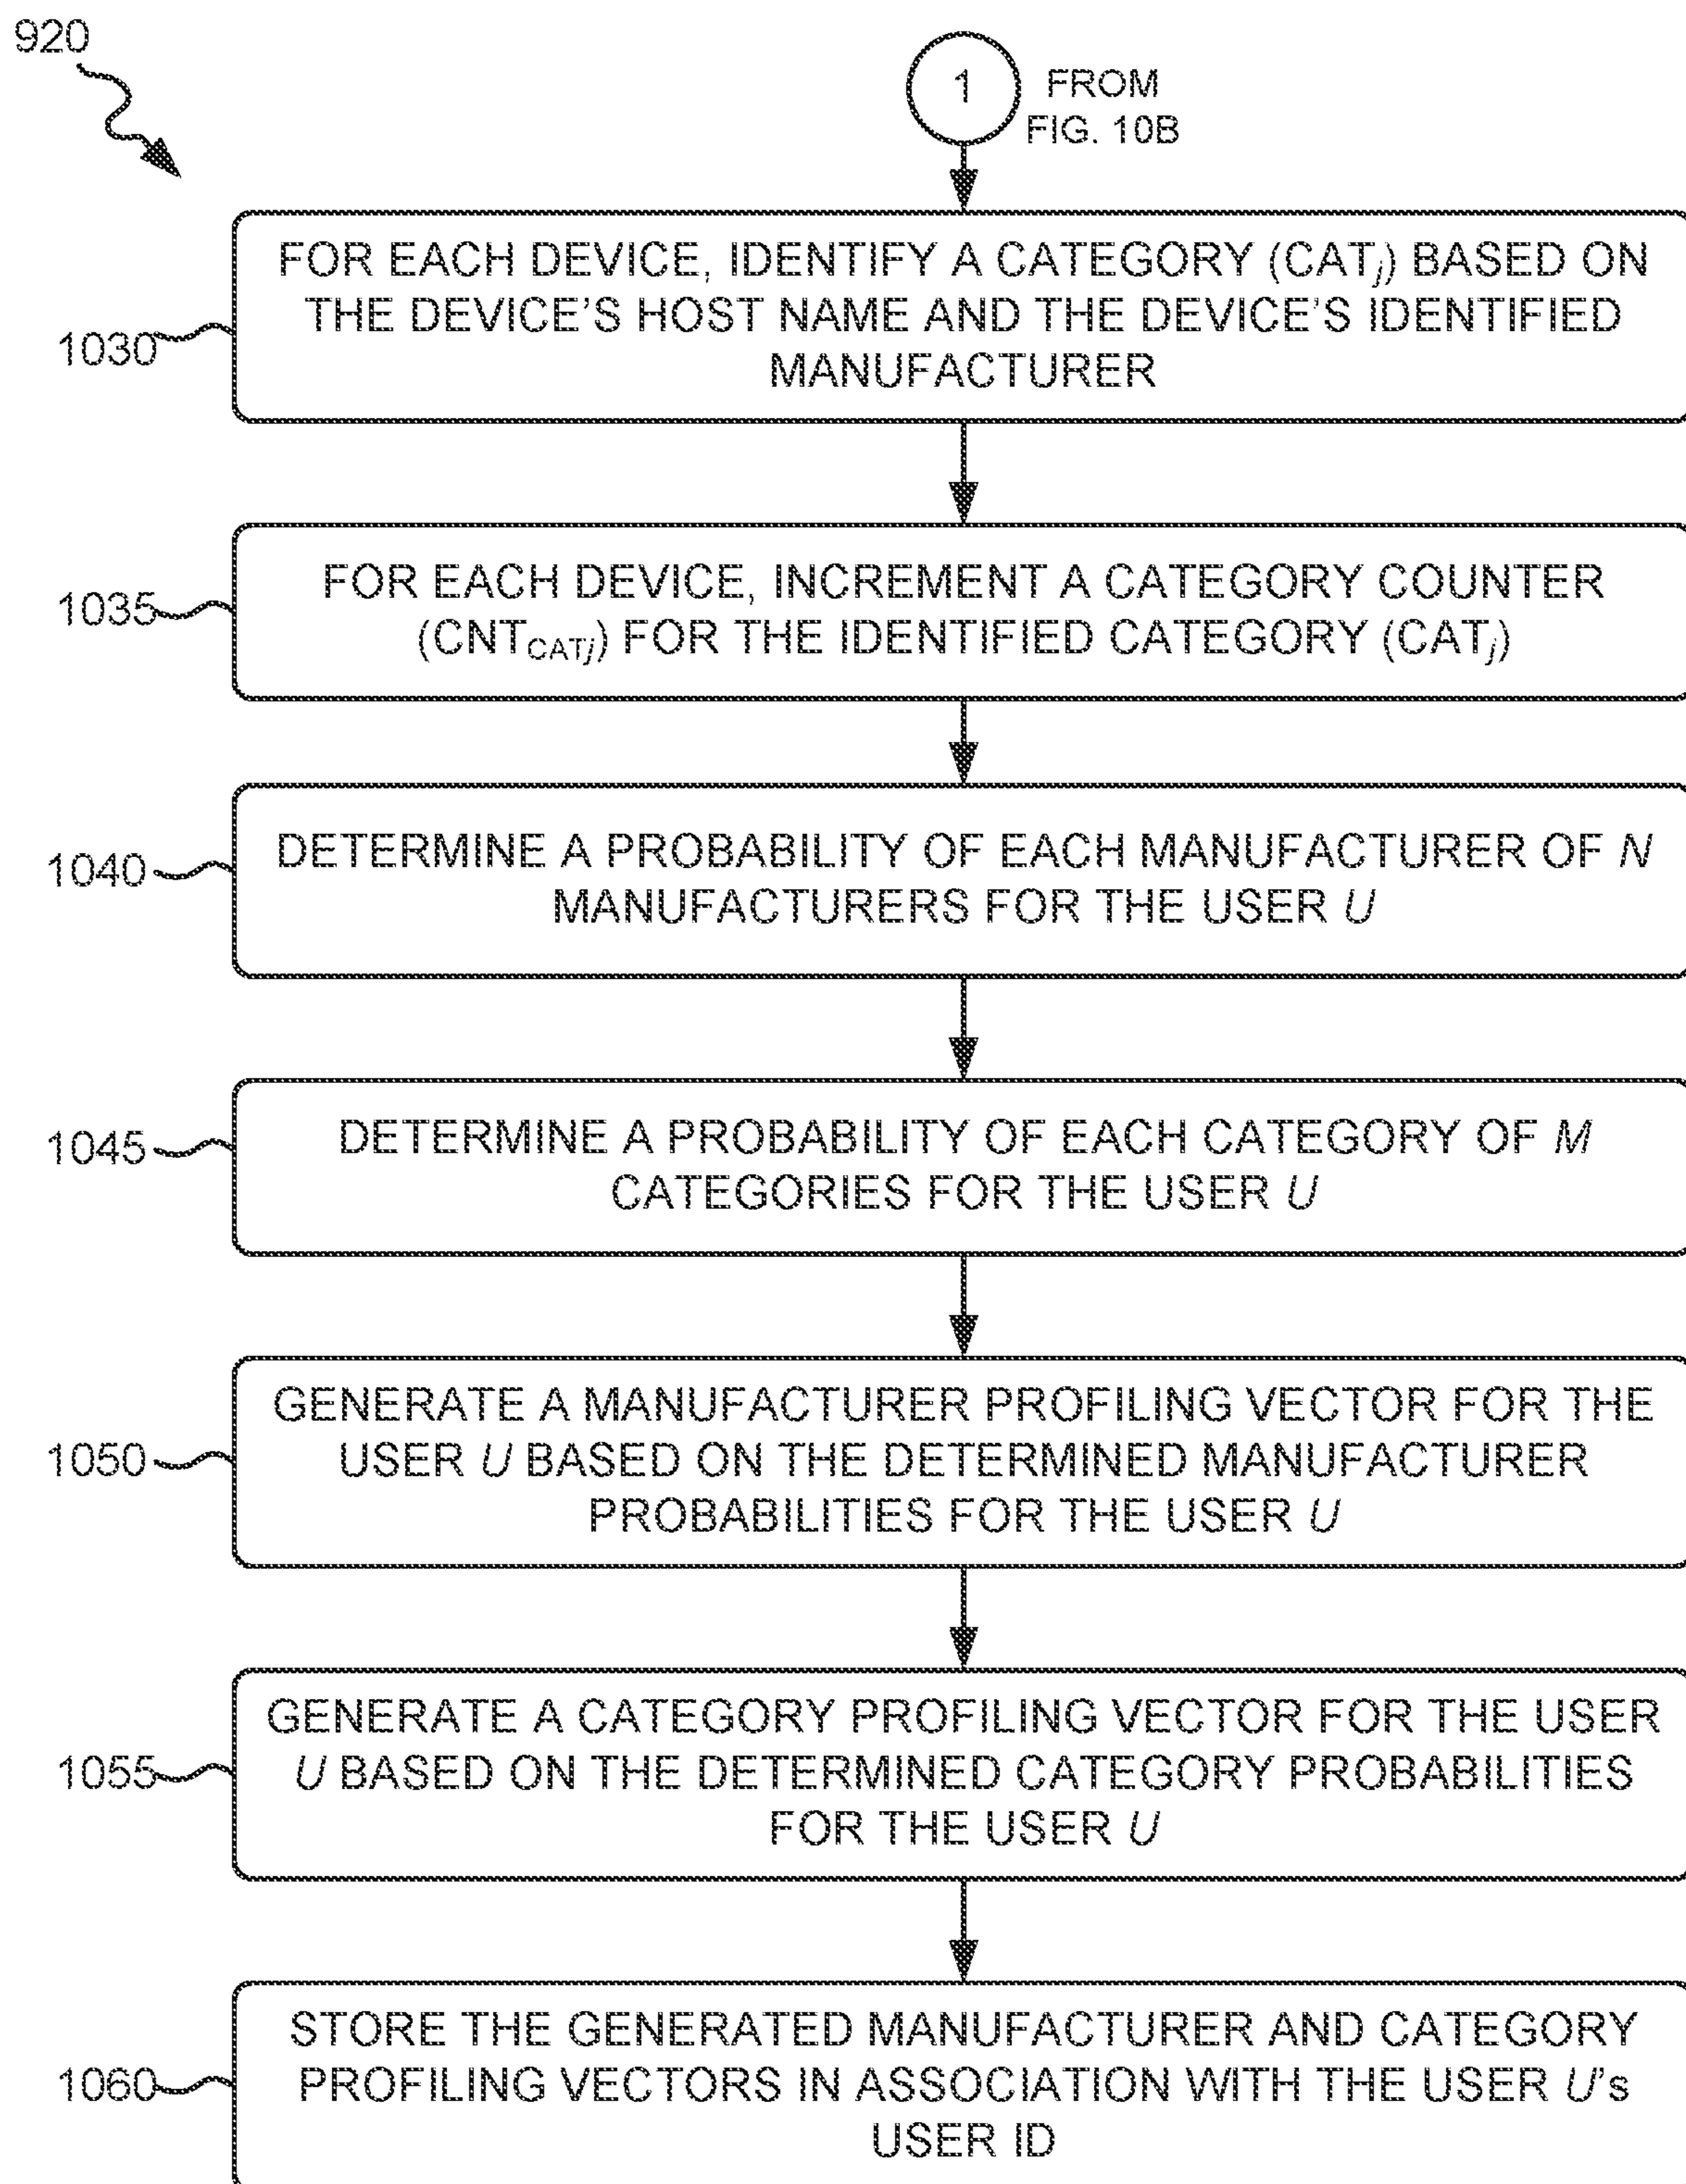 920
1 FROM
FIG. 10B
FOR EACH DEVICE, IDENTIFY A CATEGORY (CATj) BASED ON
THE DEVICE'S HOST NAME AND THE DEVICE'S IDENTIFIED
MANUFACTURER
1030
FOR EACH DEVICE, INCREMENT A CATEGORY COUNTER
(CNTCATj) FOR THE IDENTIFIED CATEGORY (CATj)
1035
DETERMINE A PROBABILITY OF EACH MANUFACTURER OF N
MANUFACTURERS FOR THE USER U
1040
DETERMINE A PROBABILITY OF EACH CATEGORY OF M
CATEGORIES FOR THE USER U
1045
GENERATE A MANUFACTURER PROFILING VECTOR FOR THE
USER U BASED ON THE DETERMINED MANUFACTURER
PROBABILITIES FOR THE USER U
1050
GENERATE A CATEGORY PROFILING VECTOR FOR THE USER
U BASED ON THE DETERMINED CATEGORY PROBABILITIES
FOR THE USER U
1055
STORE THE GENERATED MANUFACTURER AND CATEGORY
PROFILING VECTORS IN ASSOCIATION WITH THE USER U's
USER ID
1060